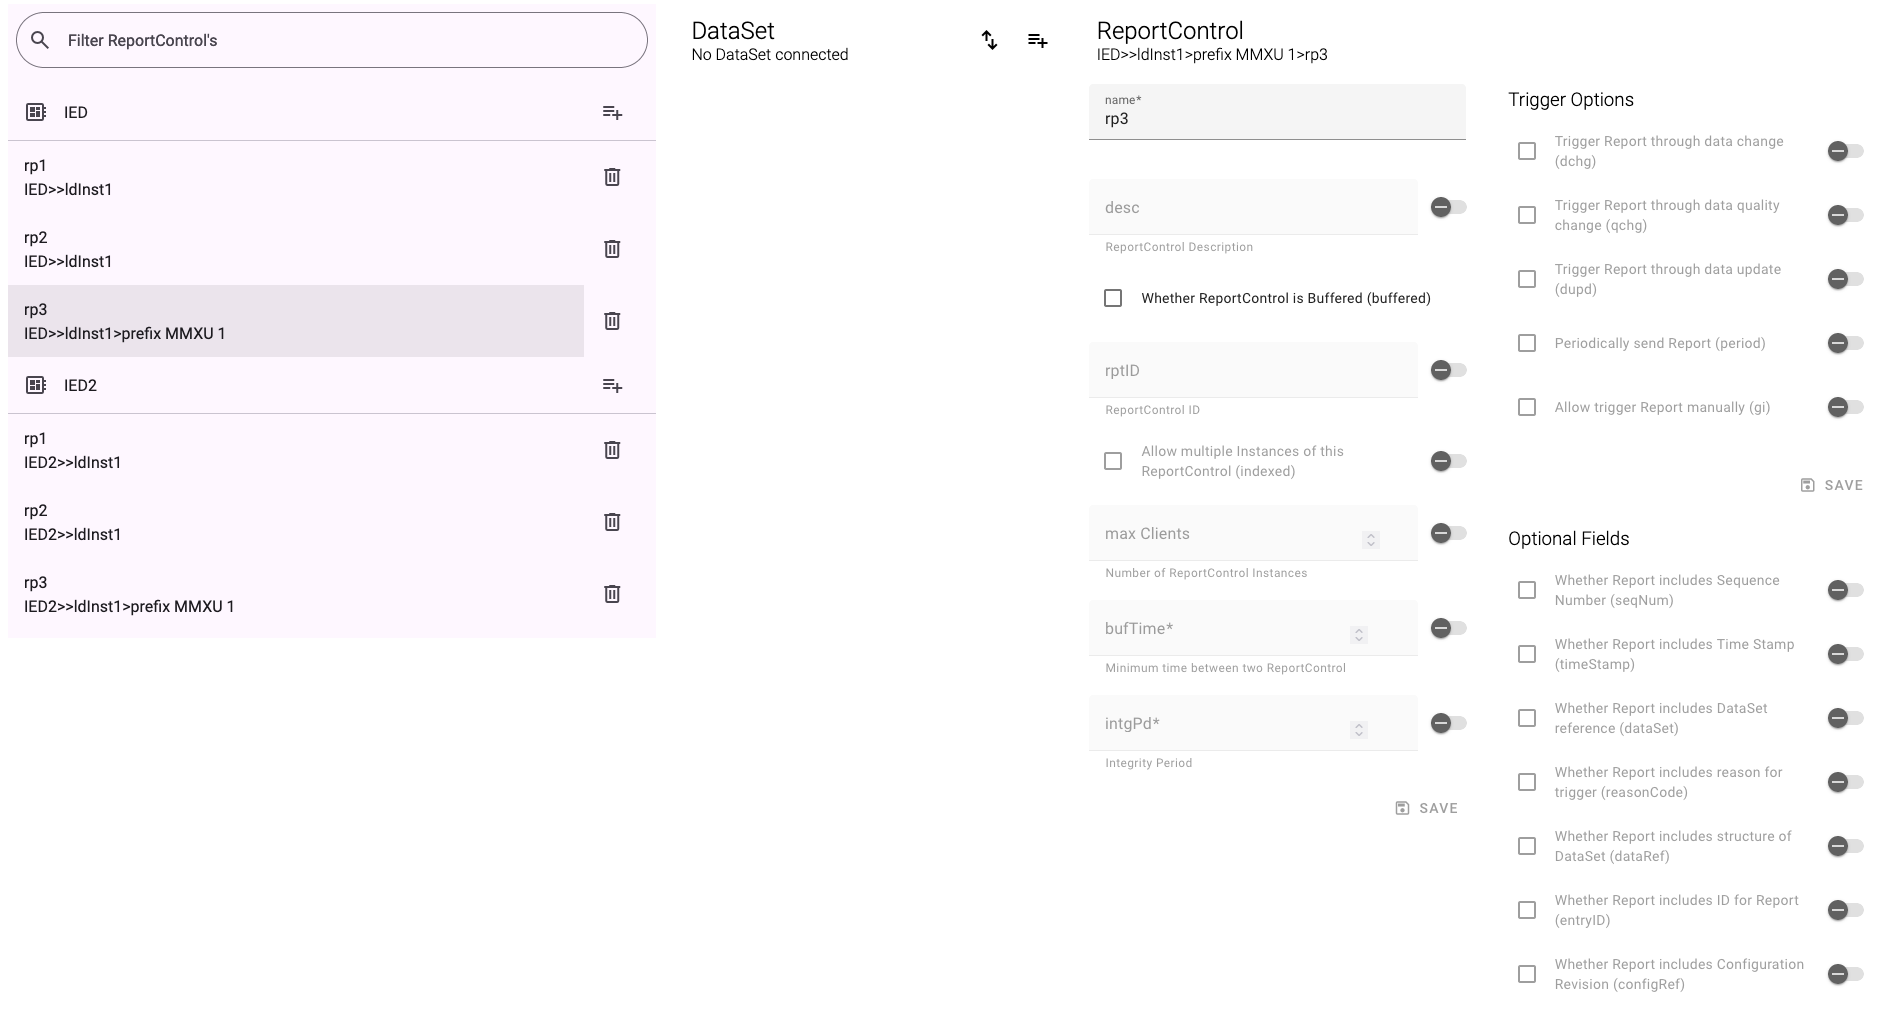 Filter ReportControl's
IED
rp1
IED>>ldInst1
rp2
IED>>ldInst1
rp3
IED>>ldInst1>prefix MMXU 1
IED2
rp1
IED2>>ldInst1
rp2
IED2>>ldInst1
rp3
IED2>>ldInst1>prefix MMXU 1
DataSet
No DataSet connected
ReportControl
IED>>ldInst1>prefix MMXU 1>rp3
name*
rp3
desc
ReportControl Description
Whether ReportControl is Buffered (buffered)
rptID
ReportControl ID
Allow multiple Instances of this
ReportControl (indexed)
max Clients
Number of ReportControl Instances
bufTime*
Minimum time between two ReportControl
intgPd*
Integrity Period
SAVE
Trigger Options
Trigger Report through data change
(dchg)
Trigger Report through data quality
change (qchg)
Trigger Report through data update
(dupd)
Periodically send Report (period)
Allow trigger Report manually (gi)
SAVE
Optional Fields
Whether Report includes Sequence
Number (seqNum)
Whether Report includes Time Stamp
(timeStamp)
Whether Report includes DataSet
reference (dataSet)
Whether Report includes reason for
trigger (reasonCode)
Whether Report includes structure of
DataSet (dataRef)
Whether Report includes ID for Report
(entryID)
Whether Report includes Configuration
Revision (configRef)